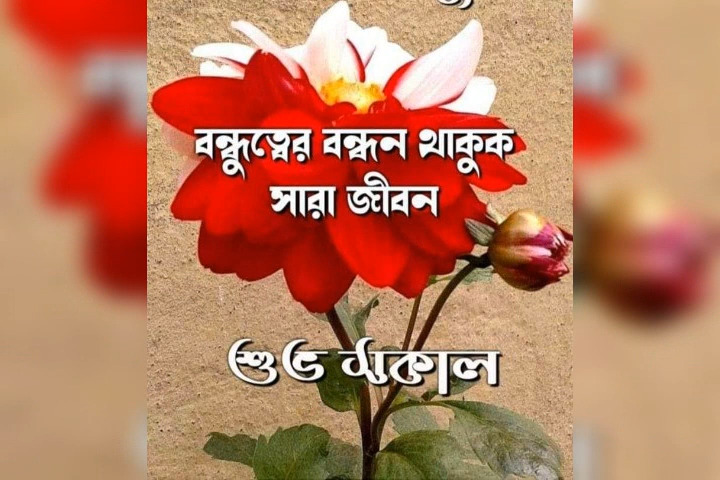 বন্ধুত্বের বন্ধন থাকুক
সারা জীবন
শুভ সকাল